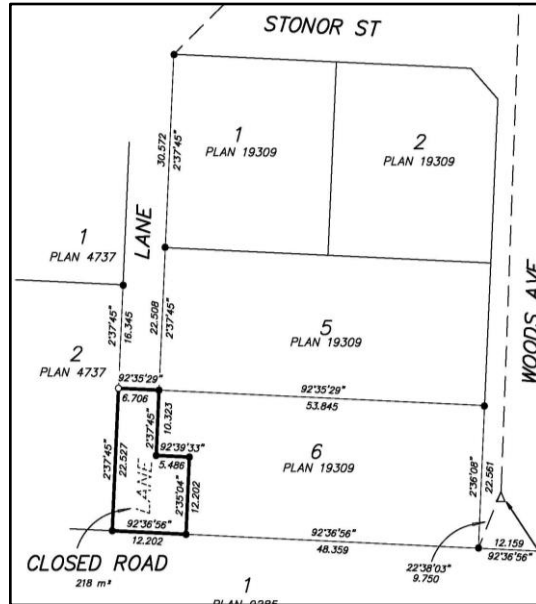 STONOR ST
1
PLAN 19309
2
PLAN 19309
30.572
2°37'45"
LANE
1
PLAN 4737
WOODS AVE
2°37'45"
16.345
22.508
2°37'45"
5
PLAN 19309
2
PLAN 4737
92°35'29"
6.706
92°35'29"
53.845
2°37'45"
22.527
2°37'45"
10.323
92°39'33"
5.486
6
PLAN 19309
2°36'08"
22.561
LANE
2°35'04"
12.202
92°36'56"
12.202
92°36'56"
48.359
12.159
92°36'56"
22°38'03"
9.750
CLOSED ROAD
218 m²
1